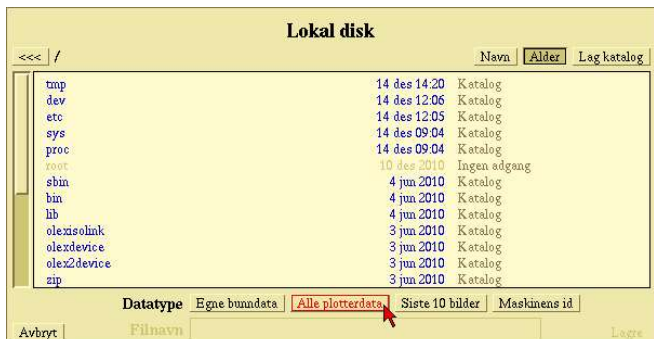 Lokal disk
<<< / Navn Alder Lag katalog
tmp 14 des 14:20 Katalog
dev 14 des 12:06 Katalog
etc 14 des 12:05 Katalog
sys 14 des 09:04 Katalog
proc 14 des 09:04 Katalog
root 10 des 2010 Ingen adgang
sbin 4 jun 2010 Katalog
bin 4 jun 2010 Katalog
lib 4 jun 2010 Katalog
olexisolink 3 jun 2010 Katalog
olexdevice 3 jun 2010 Katalog
olex2device 3 jun 2010 Katalog
zip 3 jun 2010 Katalog
Datatype Egne bunndata Alle plotterdata Siste 10 bilder Maskinens id
Avbryt Filnavn Lagre